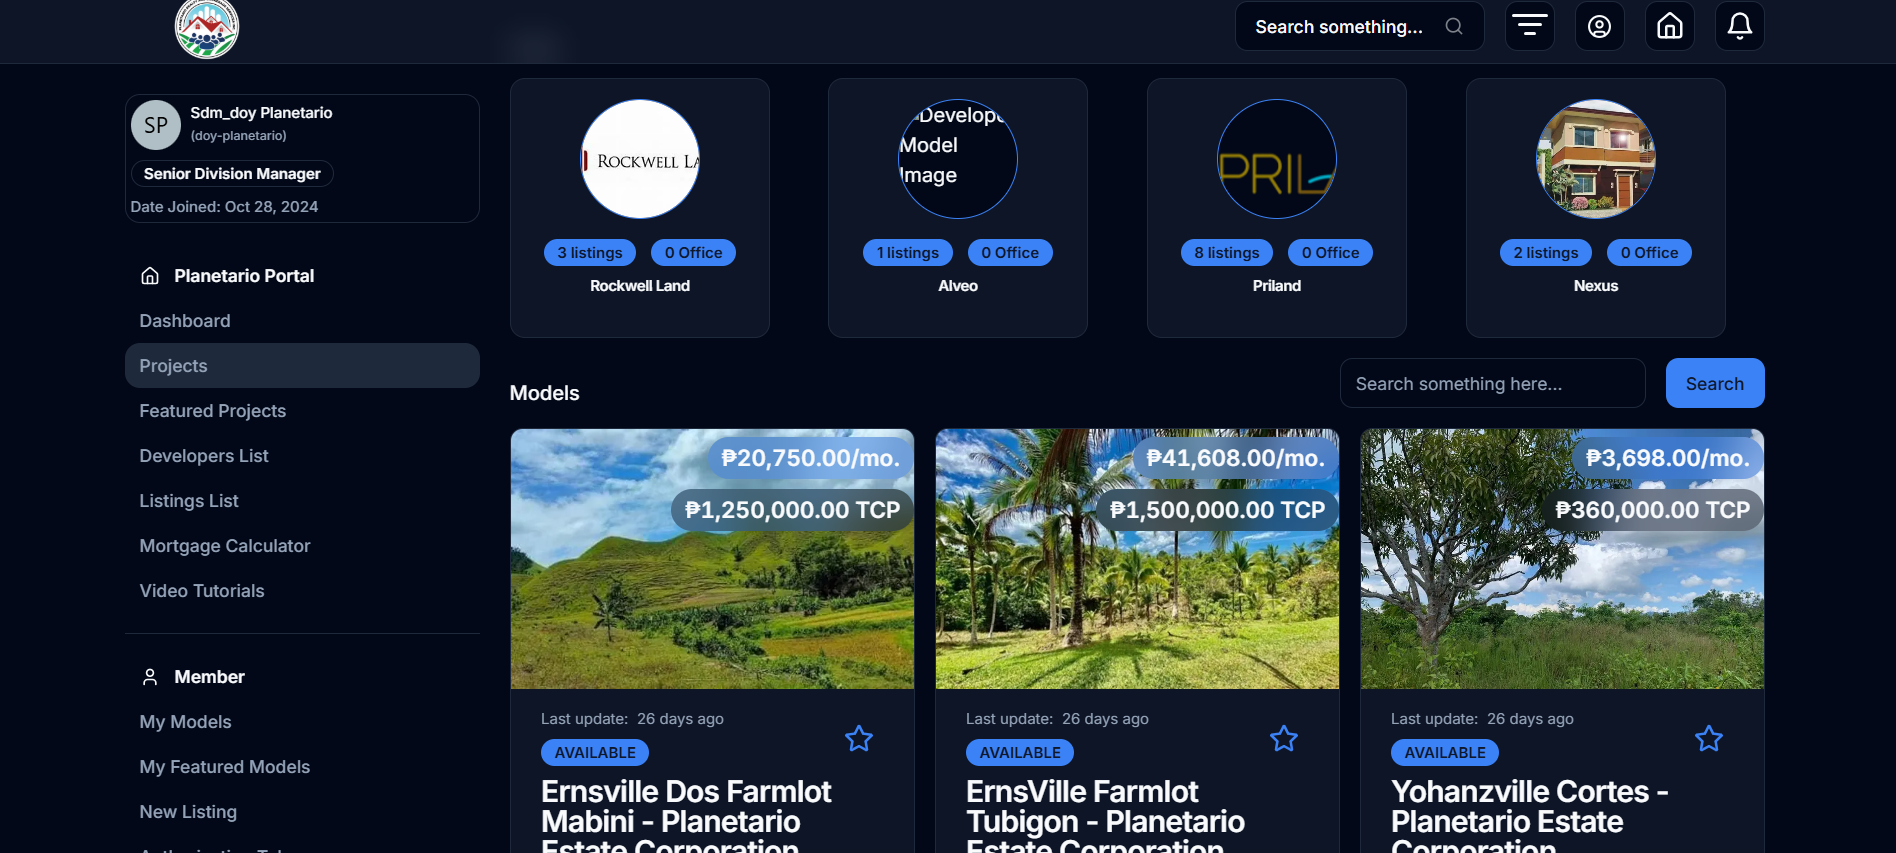 Search something...
SP
Sdm_doy Planetario
(doy-planetario)
Senior Division Manager
Date Joined: Oct 28, 2024
Planetario Portal
Dashboard
Projects
Featured Projects
Developers List
Listings List
Mortgage Calculator
Video Tutorials
Member
My Models
My Featured Models
New Listing
ROCKWELL LA
3 listings
0 Office
Rockwell Land
Develope
Model
Image
1 listings
0 Office
Alveo
PRIL
8 listings
0 Office
Priland
2 listings
0 Office
Nexus
Models
Search something here...
Search
₱20,750.00/mo.
₱1,250,000.00 TCP
Last update: 26 days ago
AVAILABLE
Ernsville Dos Farmlot
Mabini - Planetario
Estate Corporation
₱41,608.00/mo.
₱1,500,000.00 TCP
Last update: 26 days ago
AVAILABLE
ErnsVille Farmlot
Tubigon - Planetario
Estate Corporation
₱3,698.00/mo.
₱360,000.00 TCP
Last update: 26 days ago
AVAILABLE
Yohanzville Cortes -
Planetario Estate
Corporation